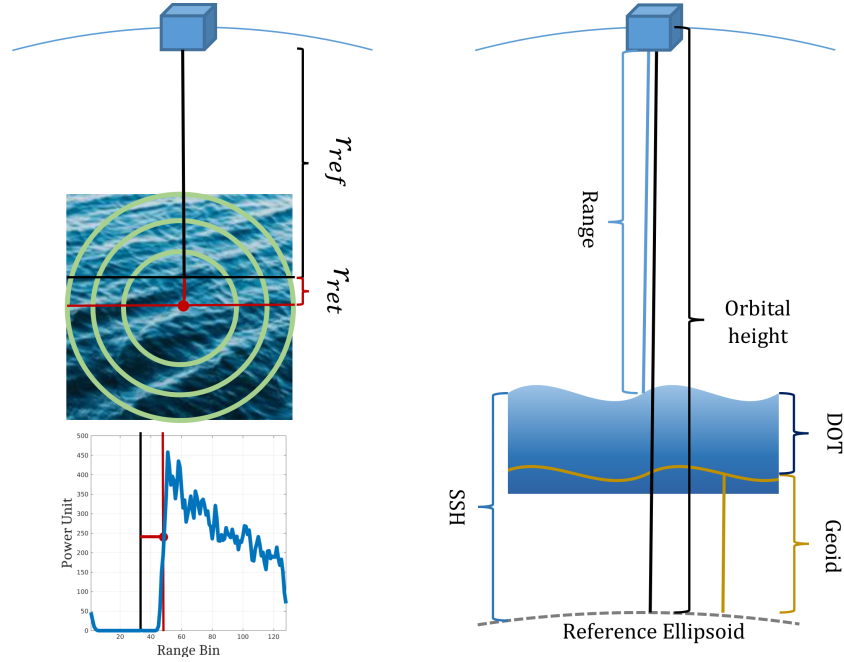 r_ref
r_ret
500
450
400
350
300
250
200
150
100
50
0
Power Unit
20
40
60
80
100
120
Range Bin
Range
Orbital
height
DOT
SSH
Geoid
Reference Ellipsoid